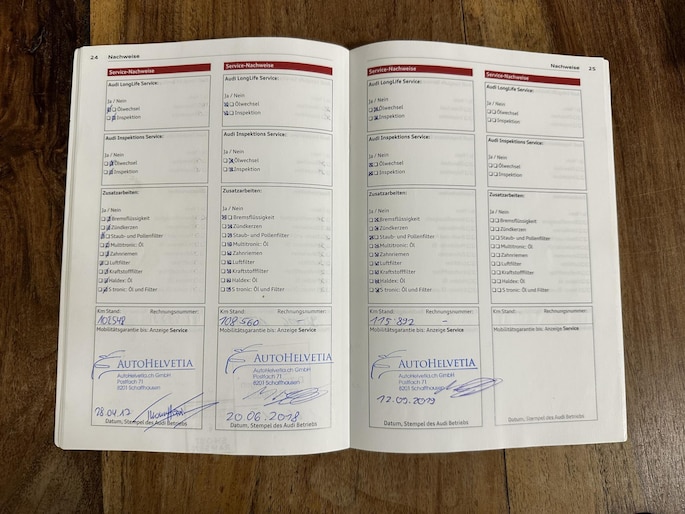 24 Nachweise
Service-Nachweise
Audi LongLife Service:
Ja / Nein
Ölwechsel
Inspektion
Audi Inspektions Service:
Ja / Nein
Ölwechsel
Inspektion
Zusatzarbeiten:
Ja / Nein
Bremsflüssigkeit
Zündkerzen
Staub- und Pollenfilter
Multitronic: Öl
Zahnriemen
Luftfilter
Kraftstofffilter
Haldex: Öl
S tronic: Öl und Filter
Km Stand: Rechnungsnummer:
102548
Mobilitätsgarantie bis: Anzeige Service
AUTOHELVETIA
AutoHelvetia.ch GmbH
Postfach 71
8201 Schaffhausen
28.04.17
Datum, Stempel des Audi Betriebs
Service-Nachweise
Audi LongLife Service:
Ja / Nein
Ölwechsel
Inspektion
Audi Inspektions Service:
Ja / Nein
Ölwechsel
Inspektion
Zusatzarbeiten:
Ja / Nein
Bremsflüssigkeit
Zündkerzen
Staub- und Pollenfilter
Multitronic: Öl
Zahnriemen
Luftfilter
Kraftstofffilter
Haldex: Öl
S tronic: Öl und Filter
Km Stand: Rechnungsnummer:
108.560
Mobilitätsgarantie bis: Anzeige Service
AUTOHELVETIA
AutoHelvetia.ch GmbH
Postfach 71
8201 Schaffhausen
20.06.2018
Datum, Stempel des Audi Betriebs
Nachweise 25
Service-Nachweise
Audi LongLife Service:
Ja / Nein
Ölwechsel
Inspektion
Audi Inspektions Service:
Ja / Nein
Ölwechsel
Inspektion
Zusatzarbeiten:
Ja / Nein
Bremsflüssigkeit
Zündkerzen
Staub- und Pollenfilter
Multitronic: Öl
Zahnriemen
Luftfilter
Kraftstofffilter
Haldex: Öl
S tronic: Öl und Filter
Km Stand: Rechnungsnummer:
115.892 -
Mobilitätsgarantie bis: Anzeige Service
AUTOHELVETIA
AutoHelvetia.ch GmbH
Postfach 71
8203 Schaffhausen
12.09.2019
Datum, Stempel des Audi Betriebs
Service-Nachweise
Audi LongLife Service:
Ja / Nein
Ölwechsel
Inspektion
Audi Inspektions Service:
Ja / Nein
Ölwechsel
Inspektion
Zusatzarbeiten:
Ja / Nein
Bremsflüssigkeit
Zündkerzen
Staub- und Pollenfilter
Multitronic: Öl
Zahnriemen
Luftfilter
Kraftstofffilter
Haldex: Öl
S tronic: Öl und Filter
Km Stand: Rechnungsnummer:
Mobilitätsgarantie bis: Anzeige Service
Datum, Stempel des Audi Betriebs